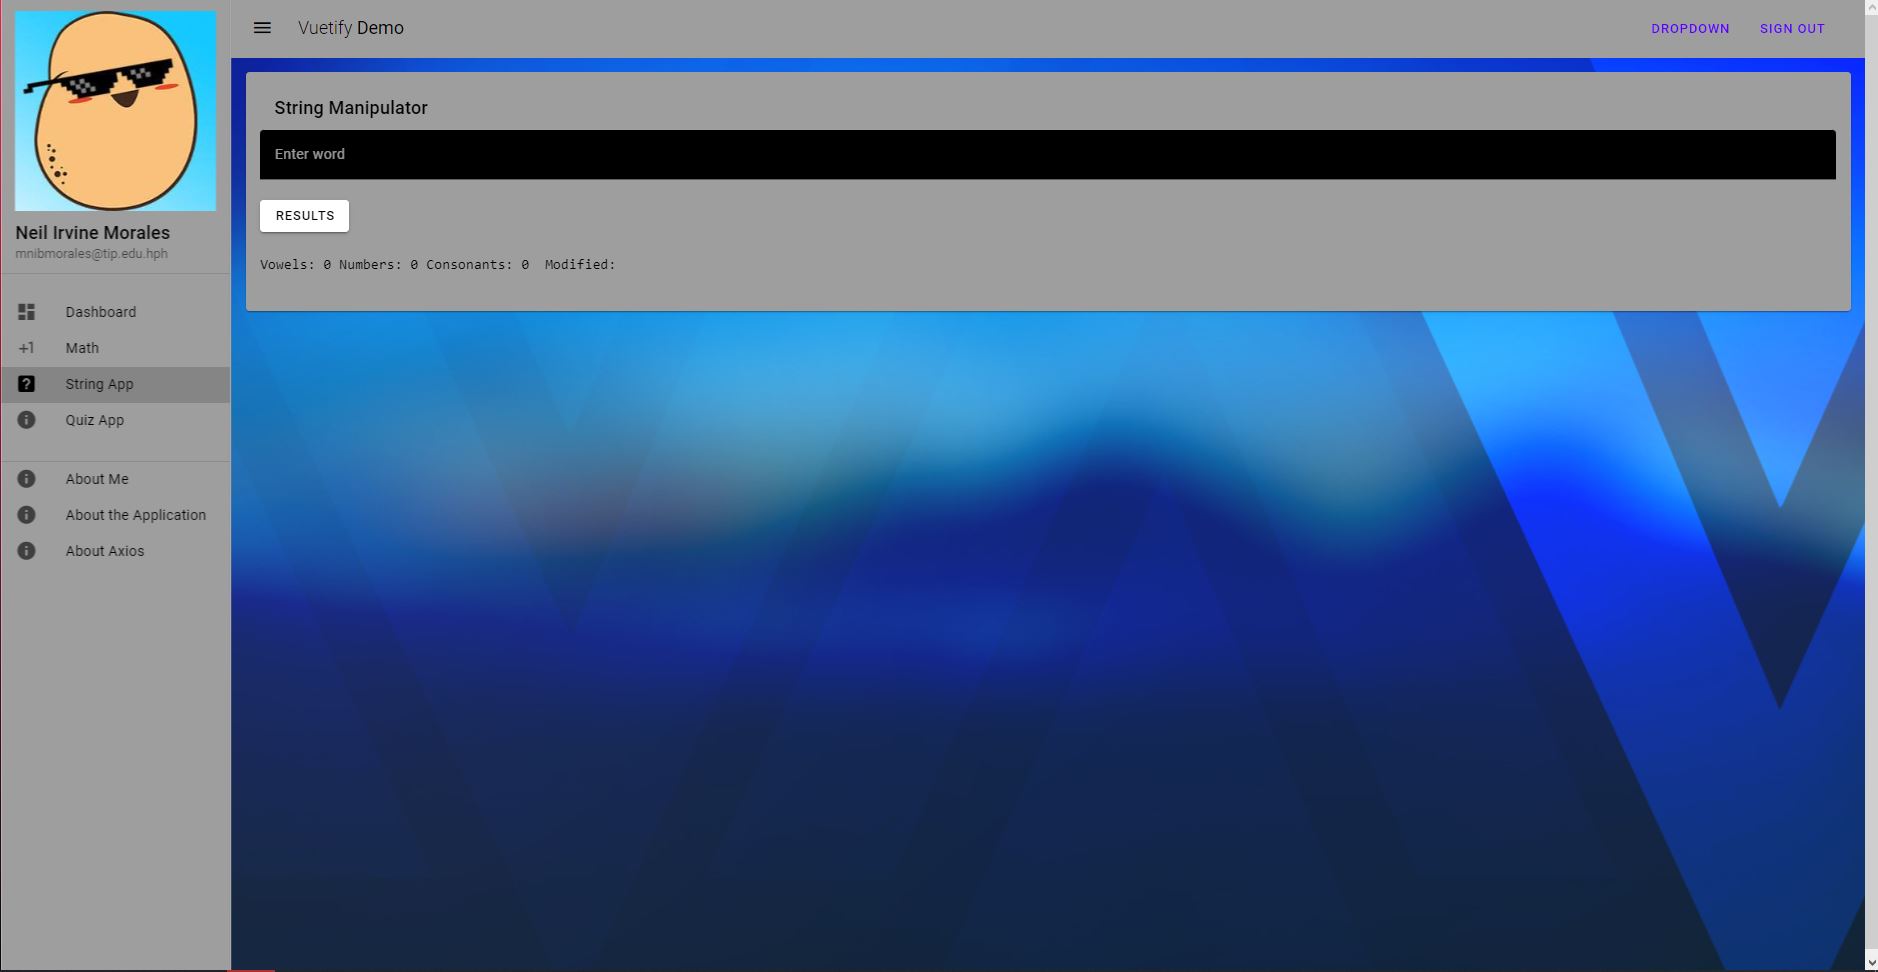 Vuetify Demo
DROPDOWN
SIGN OUT
Neil Irvine Morales
mnibmorales@tip.edu.hph
Dashboard
+1 Math
? String App
Quiz App
About Me
About the Application
About Axios
String Manipulator
Enter word
RESULTS
Vowels: 0 Numbers: 0 Consonants: 0 Modified: